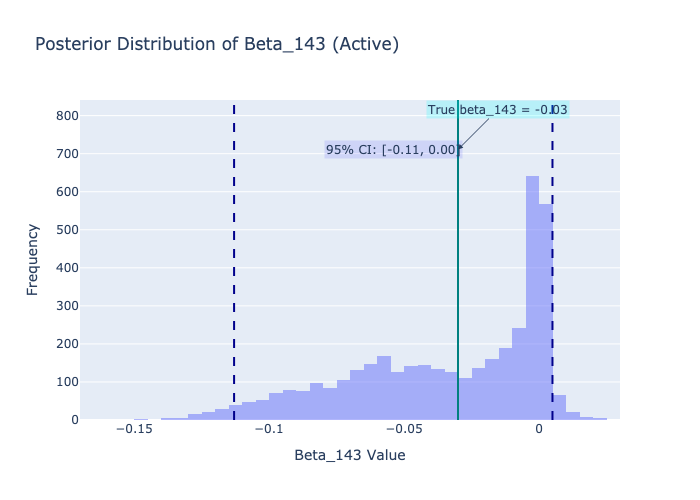 Posterior Distribution of Beta_143 (Active)
True beta_143 = -0.03
95% CI: [-0.11, 0.00]
Frequency
800
700
600
500
400
300
200
100
0
−0.15
−0.1
−0.05
0
Beta_143 Value